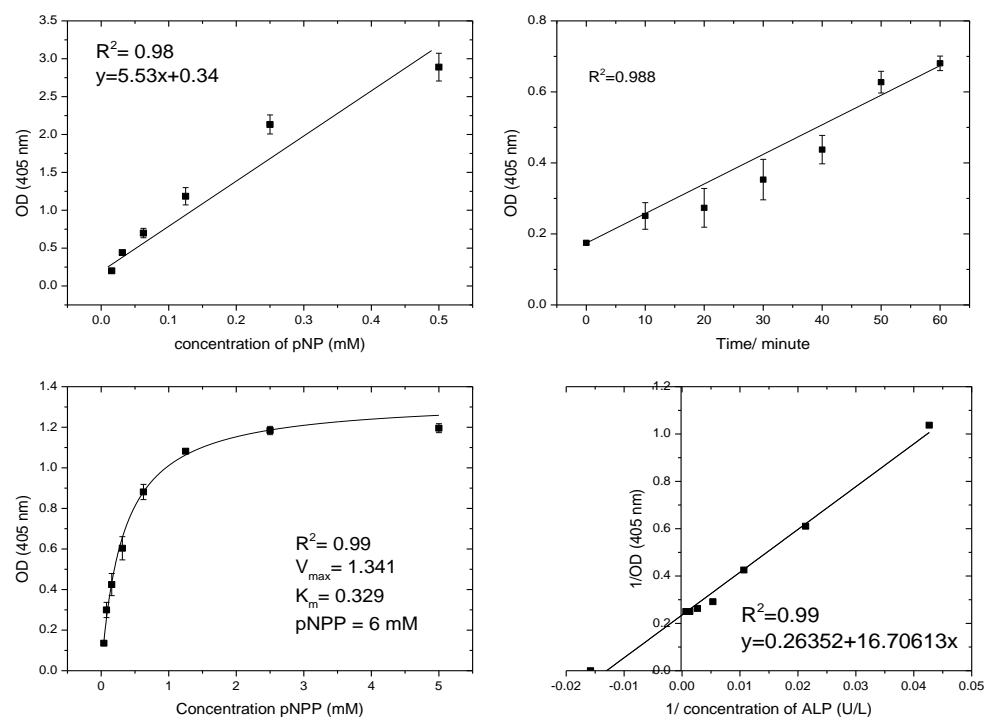 R²= 0.98
y=5.53x+0.34
OD (405 nm)
3.5
3.0
2.5
2.0
1.5
1.0
0.5
0.0
0.0 0.1 0.2 0.3 0.4 0.5
concentration of pNP (mM)
R²=0.988
OD (405 nm)
0.8
0.6
0.4
0.2
0.0
0 10 20 30 40 50 60
Time/ minute
OD (405 nm)
1.4
1.2
1.0
0.8
0.6
0.4
0.2
0.0
R²= 0.99
Vmax= 1.341
Km= 0.329
pNPP = 6 mM
0 1 2 3 4 5
Concentration pNPP (mM)
1/OD (405 nm)
1.2
1.0
0.8
0.6
0.4
0.2
0.0
R²=0.99
y=0.26352+16.70613x
-0.02 -0.01 0.00 0.01 0.02 0.03 0.04 0.05
1/ concentration of ALP (U/L)